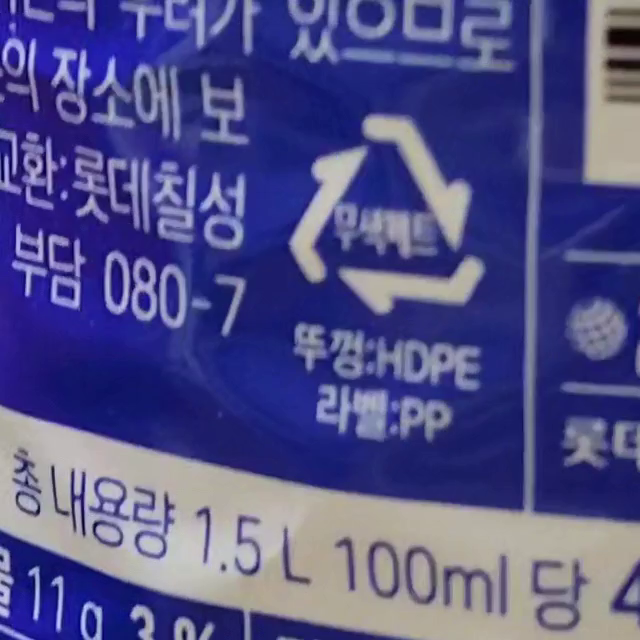 있으므로
의 장소에 보
교환:롯데칠성
부담 080-7
무색페트
뚜껑:HDPE
라벨:PP
롯데
총 내용량 1.5 L 100ml 당 4
11 g 3 %